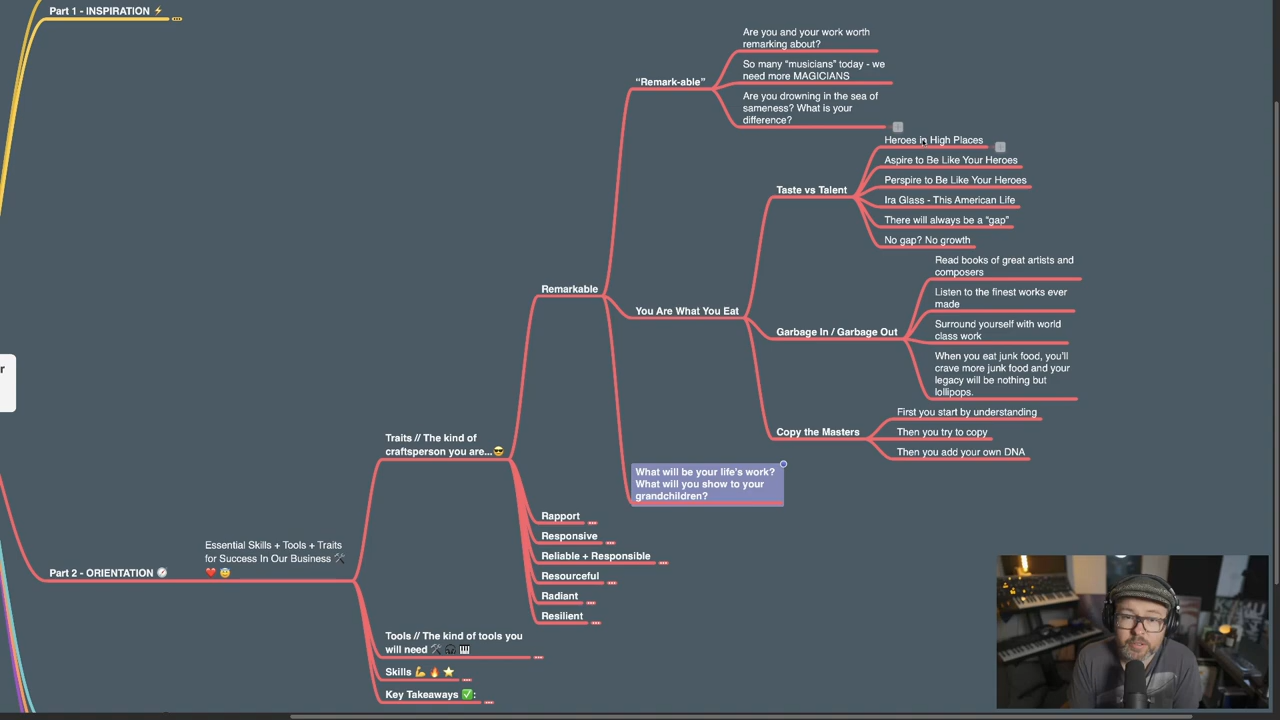 Part 1 - INSPIRATION ⚡
Are you and your work worth
remarking about?
“Remark-able”
So many “musicians” today - we
need more MAGICIANS
Are you drowning in the sea of
sameness? What is your
difference?
Heroes in High Places
Aspire to Be Like Your Heroes
Taste vs Talent
Perspire to Be Like Your Heroes
Ira Glass - This American Life
There will always be a “gap”
No gap? No growth
Remarkable
You Are What You Eat
Read books of great artists and
composers
Listen to the finest works ever
made
Garbage In / Garbage Out
Surround yourself with world
class work
When you eat junk food, you’ll
crave more junk food and your
legacy will be nothing but
lollipops.
Copy the Masters
First you start by understanding
Then you try to copy
Then you add your own DNA
What will be your life’s work?
What will you show to your
grandchildren?
r
Traits // The kind of
craftsperson you are...😎
Rapport
Responsive
Reliable + Responsible
Resourceful
Radiant
Resilient
Part 2 - ORIENTATION 🧭
Essential Skills + Tools + Traits
for Success In Our Business 🛠
❤️ 😇
Tools // The kind of tools you
will need 🛠 🎧 🎹
Skills 💪 🔥 ⭐
Key Takeaways ✅: